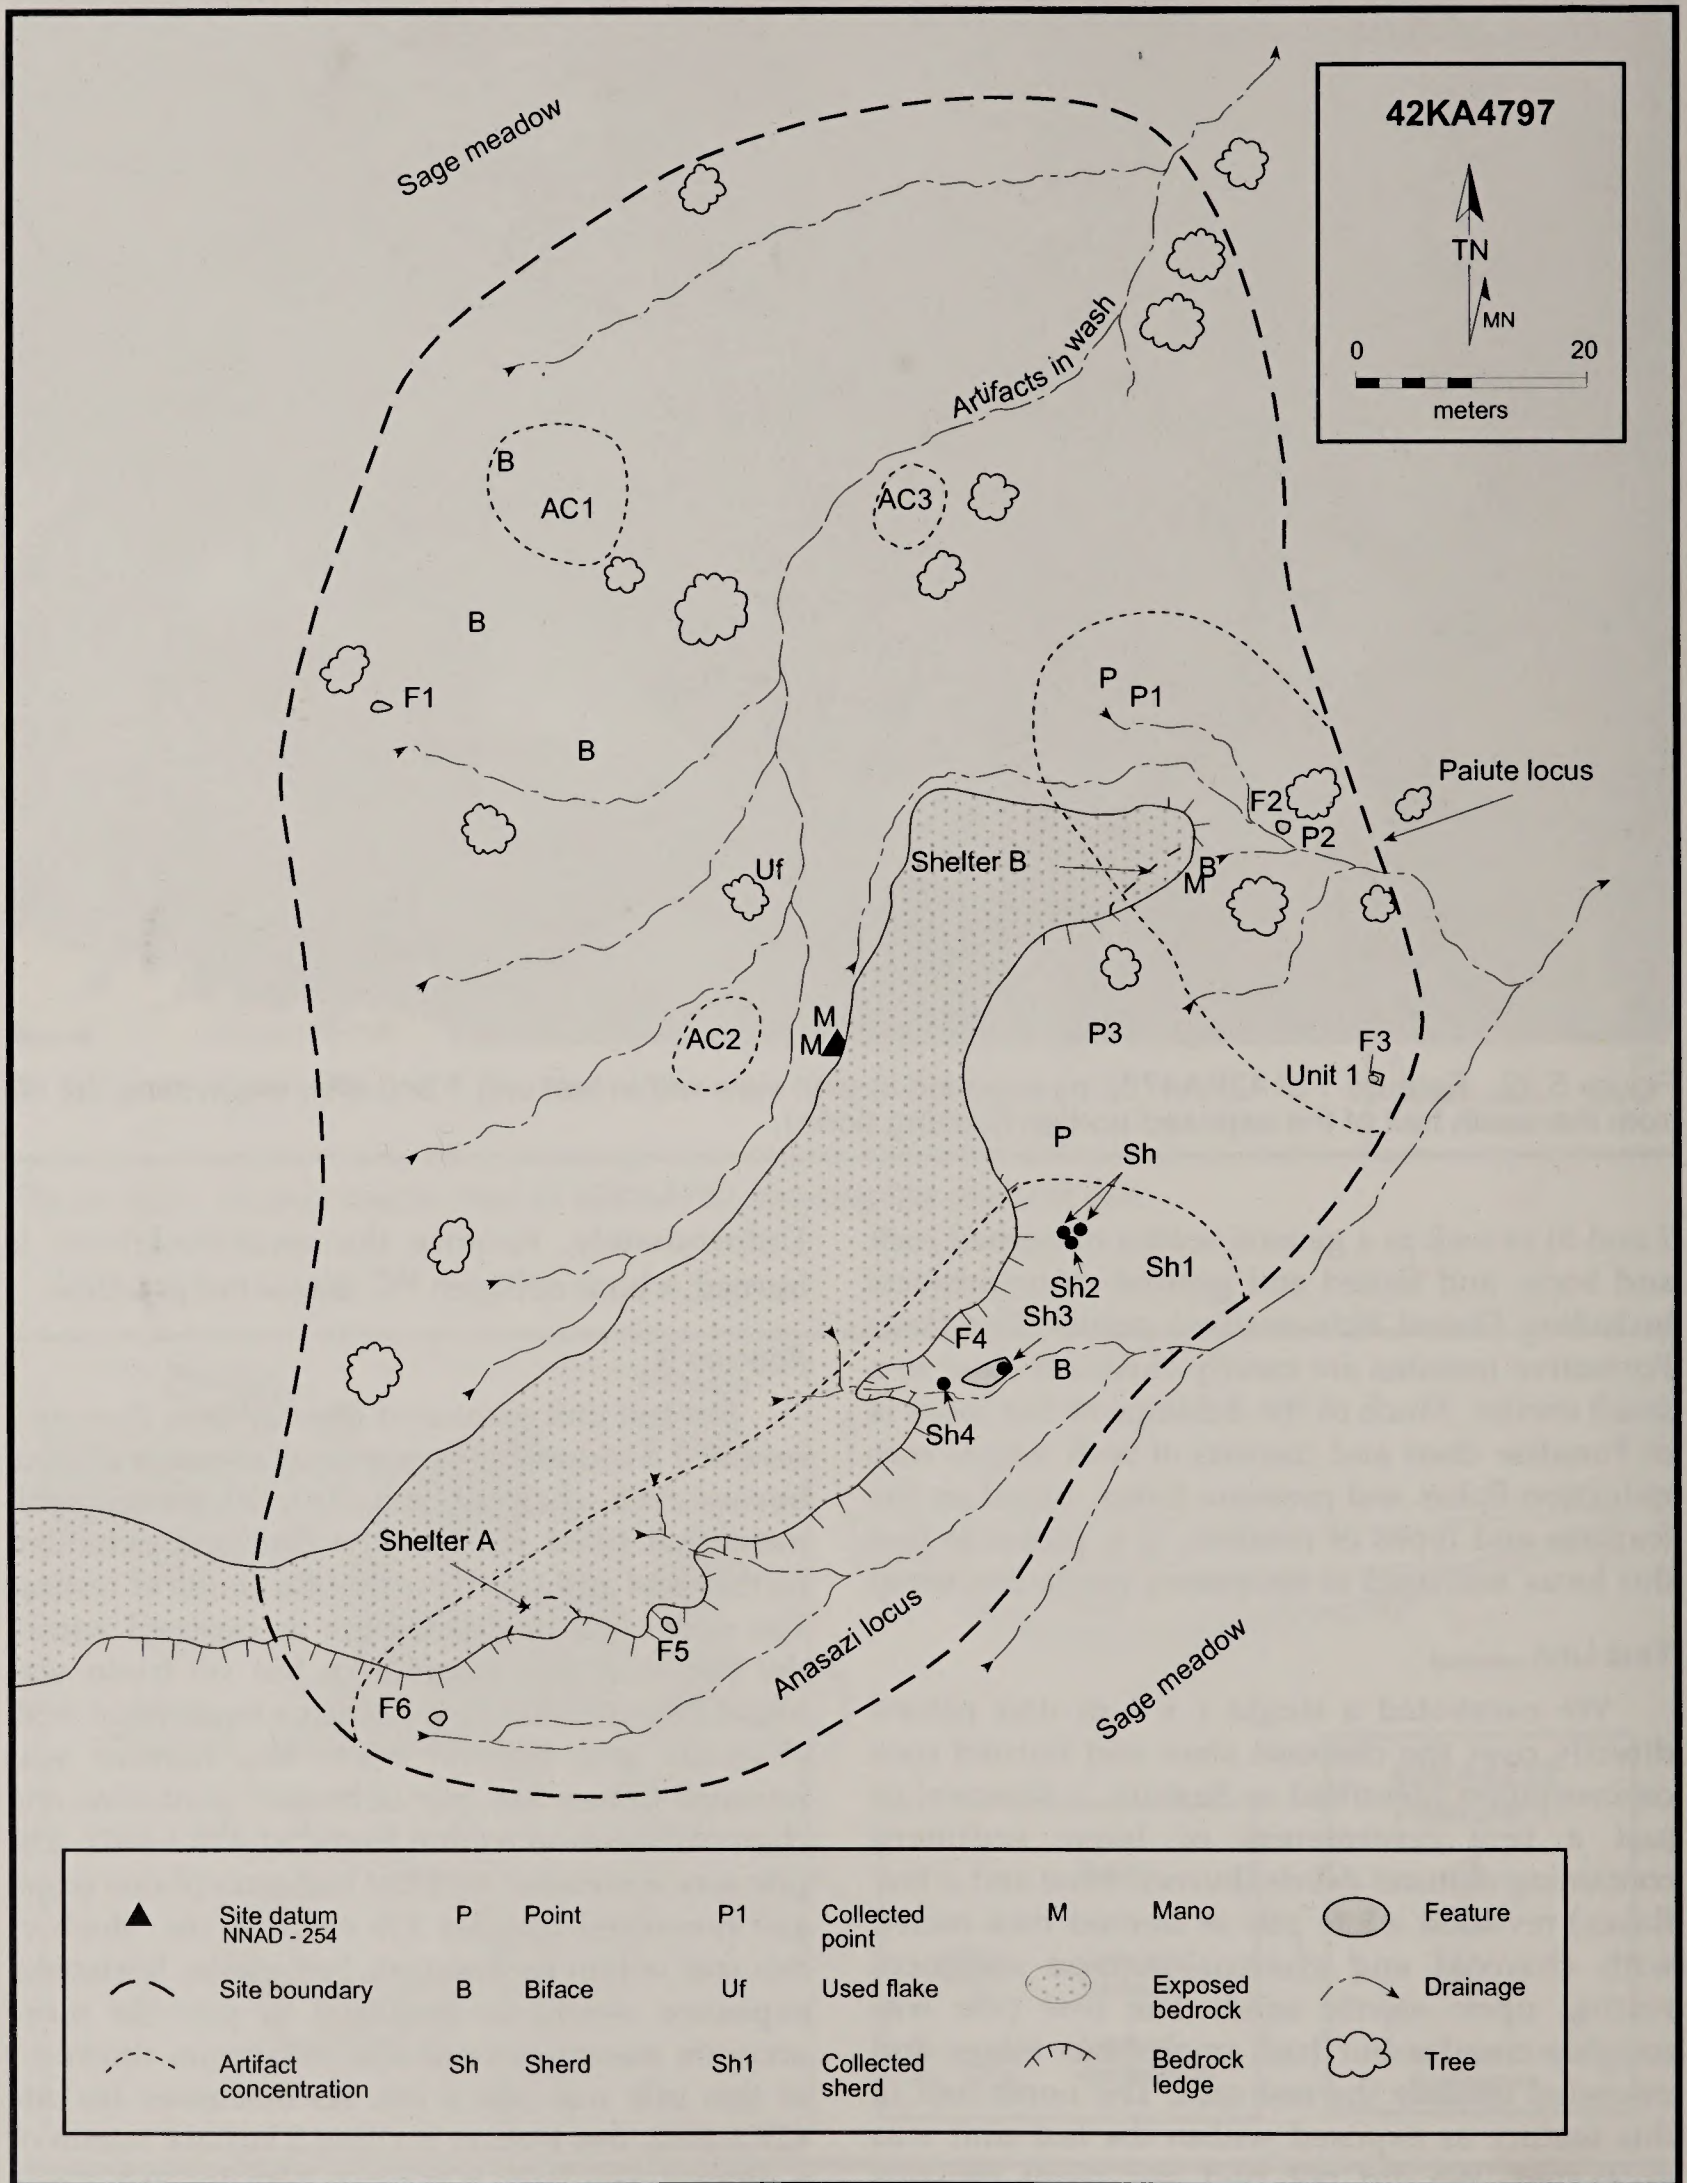 42KA4797
TN
MN
0 20
meters
Sage meadow
Artifacts in wash
B
AC1
AC3
B
F1
B
P
P1
Paiute locus
F2
P2
Shelter B
B
M
Uf
M
M
AC2
P3
F3
Unit 1
P
Sh
Sh1
Sh2
Sh3
F4
B
Sh4
Shelter A
F5
Anasazi locus
F6
Sage meadow
Site datum
NNAD - 254
P Point
P1 Collected
point
M Mano
Feature
Site boundary
B Biface
Uf Used flake
Exposed
bedrock
Drainage
Artifact
concentration
Sh Sherd
Sh1 Collected
sherd
Bedrock
ledge
Tree